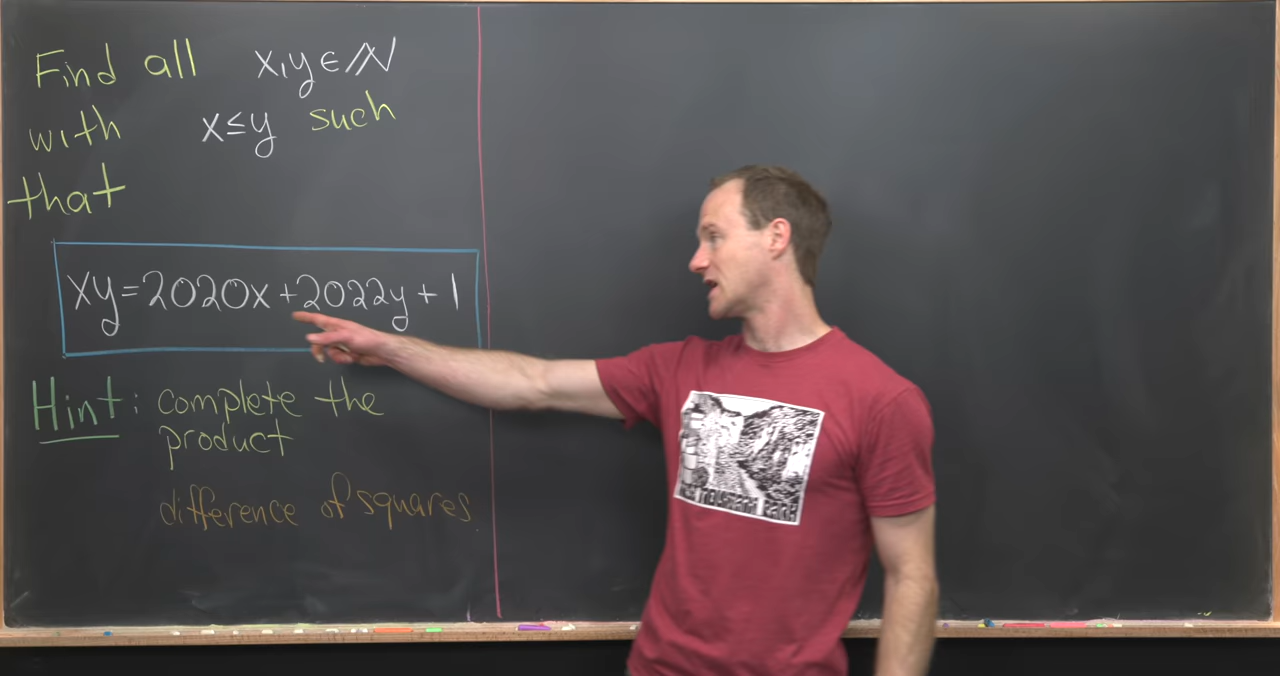 Find all x,y∈ℕ
with x≤y such
that
xy=2020x+2022y+1
Hint: complete the
product
difference of squares